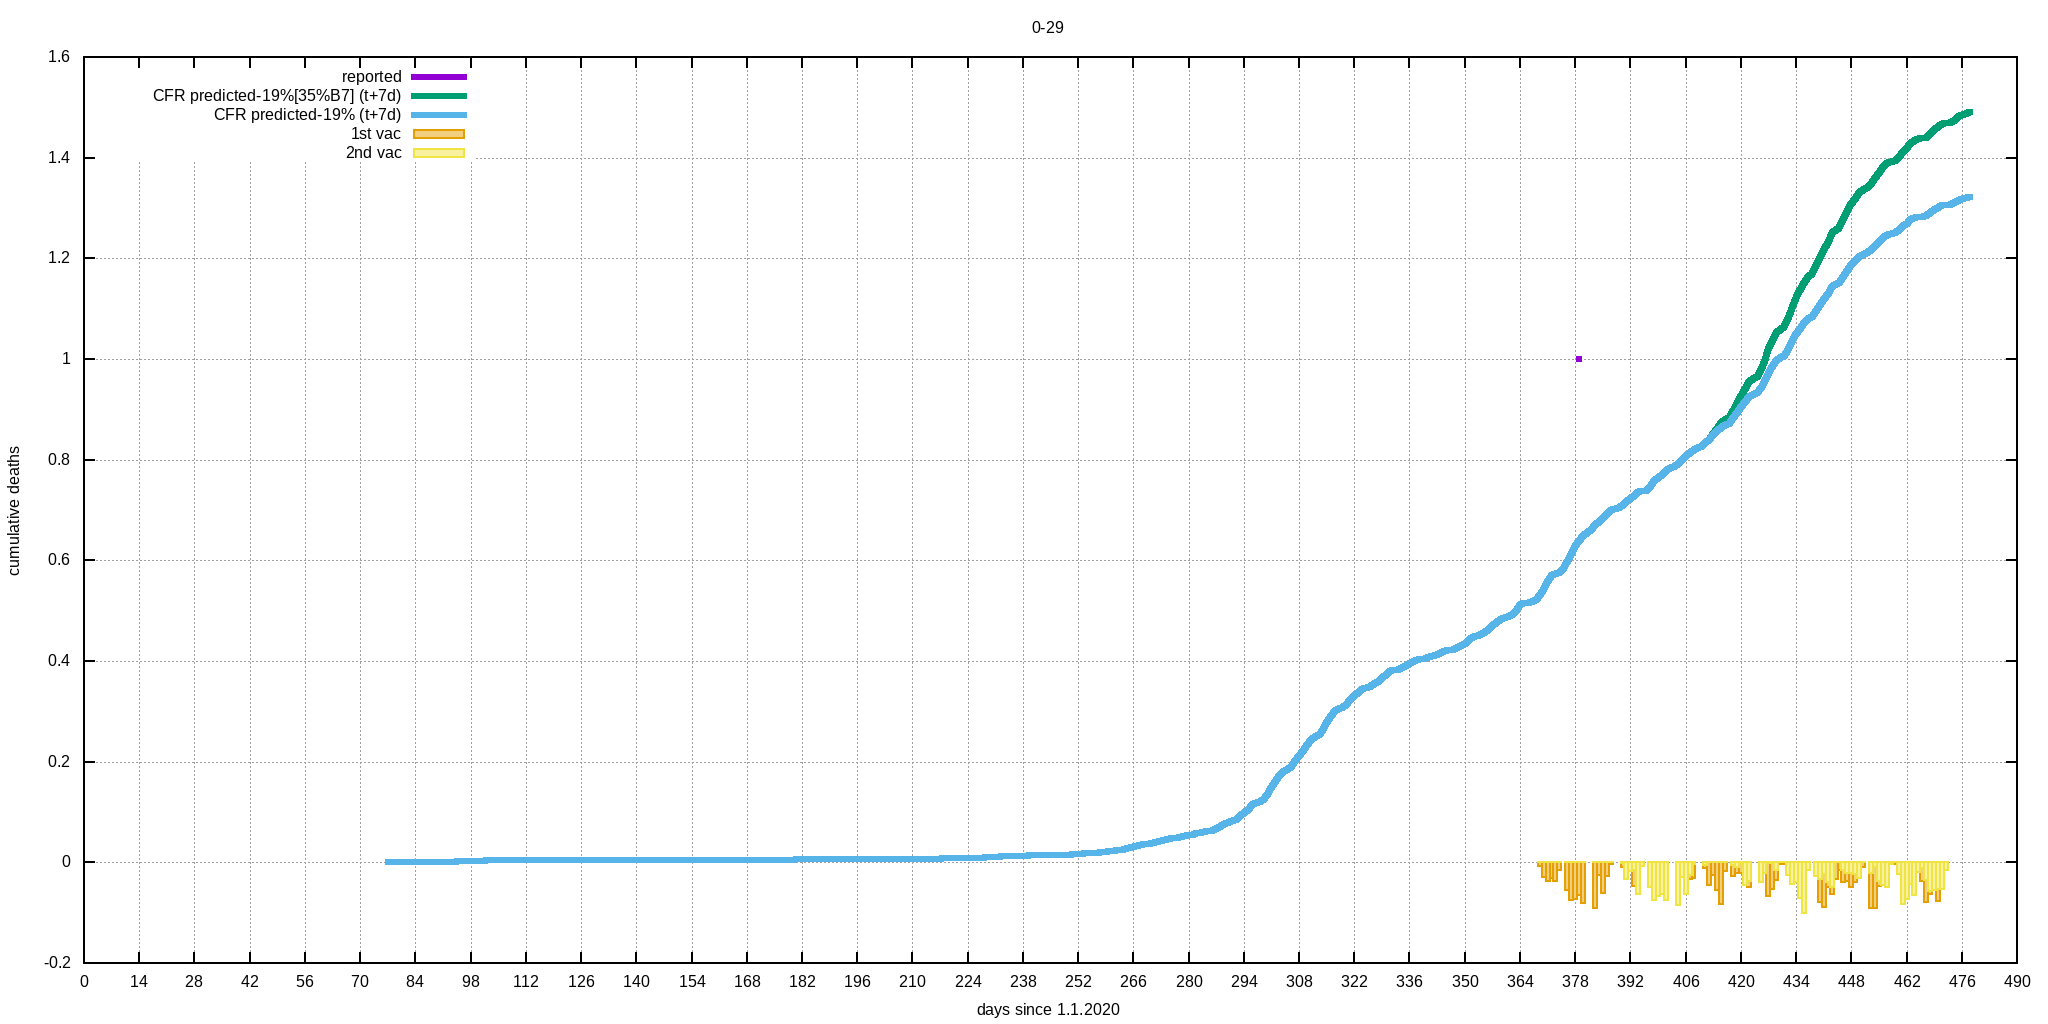 0-29
1.6
1.4
1.2
1
0.8
0.6
0.4
0.2
0
-0.2
cumulative deaths
reported
CFR predicted-19%[35%B7] (t+7d)
CFR predicted-19% (t+7d)
1st vac
2nd vac
0 14 28 42 56 70 84 98 112 126 140 154 168 182 196 210 224 238 252 266 280 294 308 322 336 350 364 378 392 406 420 434 448 462 476 490
days since 1.1.2020